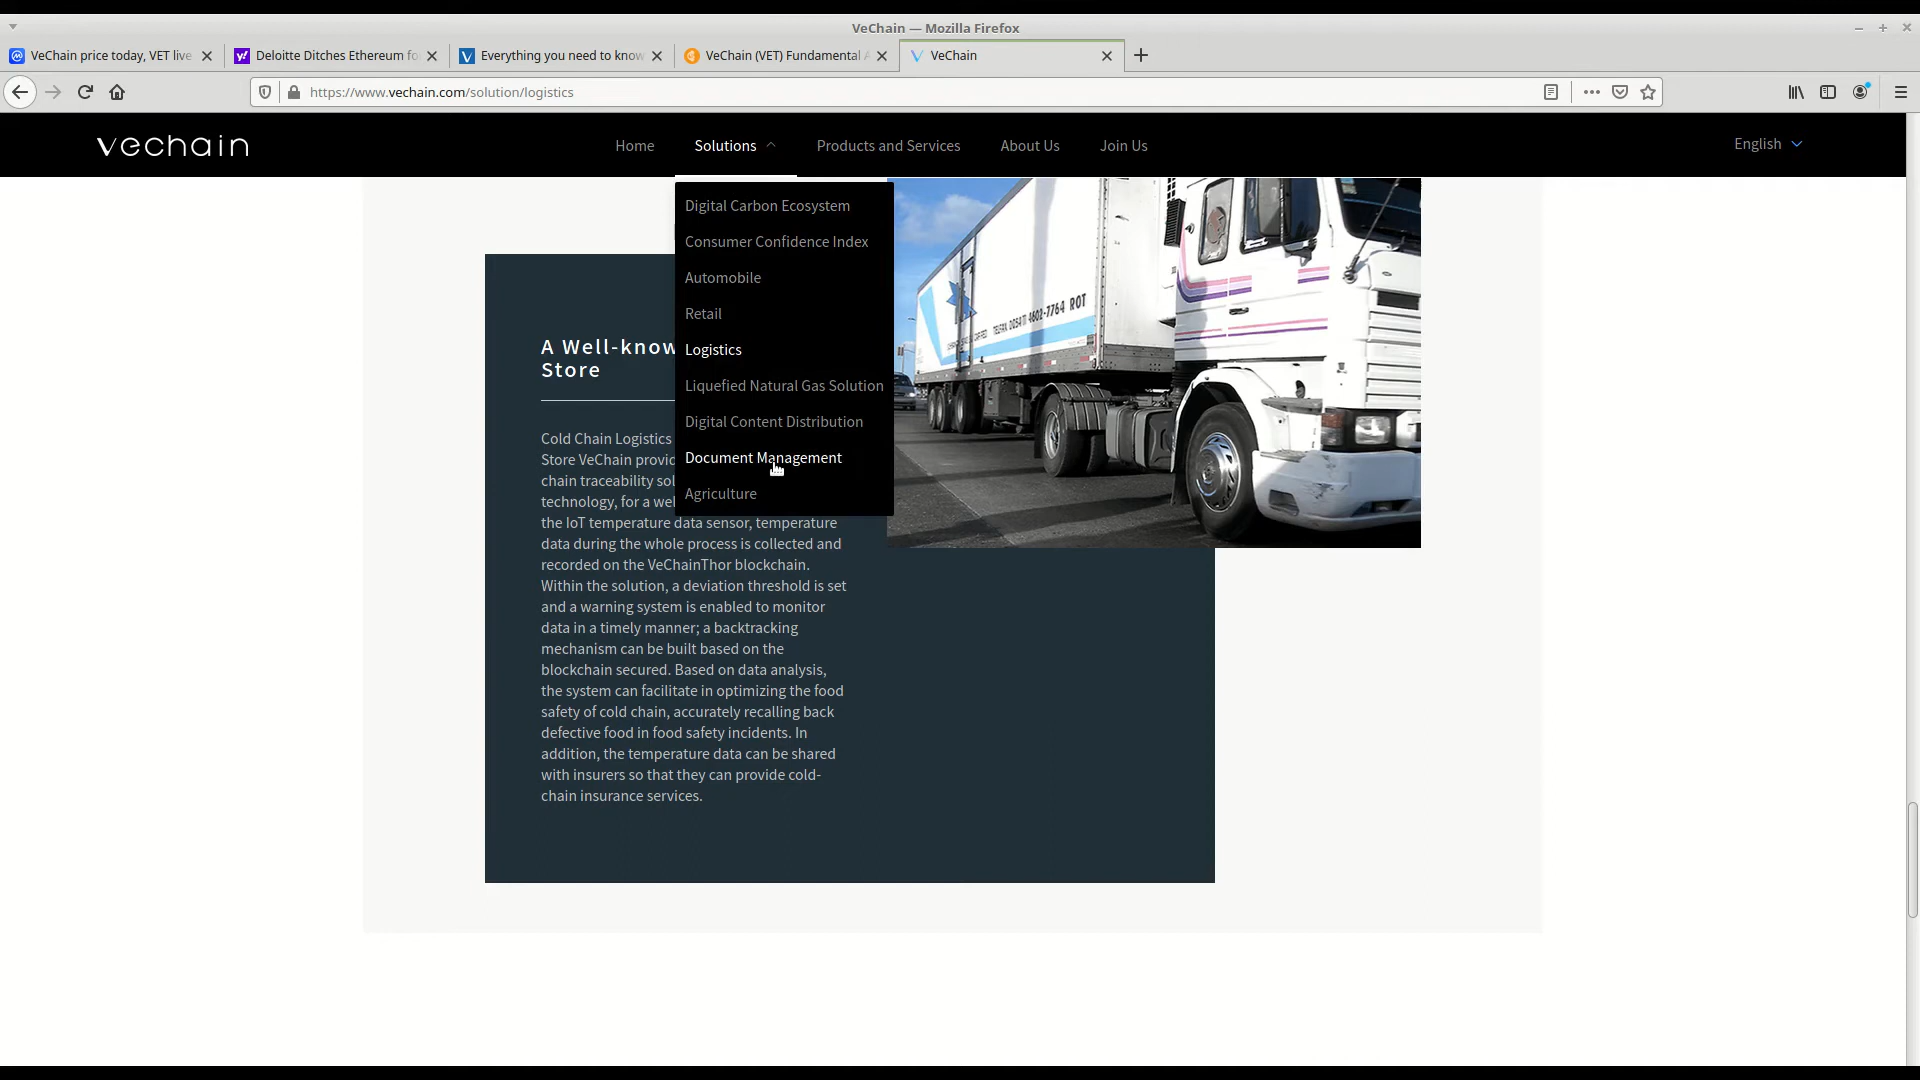 VeChain — Mozilla Firefox
VeChain price today, VET live
Deloitte Ditches Ethereum fo
Everything you need to know
VeChain (VET) Fundamental A
VeChain
https://www.vechain.com/solution/logistics
vechain
Home
Solutions
Products and Services
About Us
Join Us
English
Digital Carbon Ecosystem
Consumer Confidence Index
Automobile
Retail
Logistics
Liquefied Natural Gas Solution
Digital Content Distribution
Document Management
Agriculture
A Well-know
Store
Cold Chain Logistics
Store VeChain provid
chain traceability sol
technology, for a wel
the IoT temperature data sensor, temperature
data during the whole process is collected and
recorded on the VeChainThor blockchain.
Within the solution, a deviation threshold is set
and a warning system is enabled to monitor
data in a timely manner; a backtracking
mechanism can be built based on the
blockchain secured. Based on data analysis,
the system can facilitate in optimizing the food
safety of cold chain, accurately recalling back
defective food in food safety incidents. In
addition, the temperature data can be shared
with insurers so that they can provide cold-
chain insurance services.
4602-7764 ROT